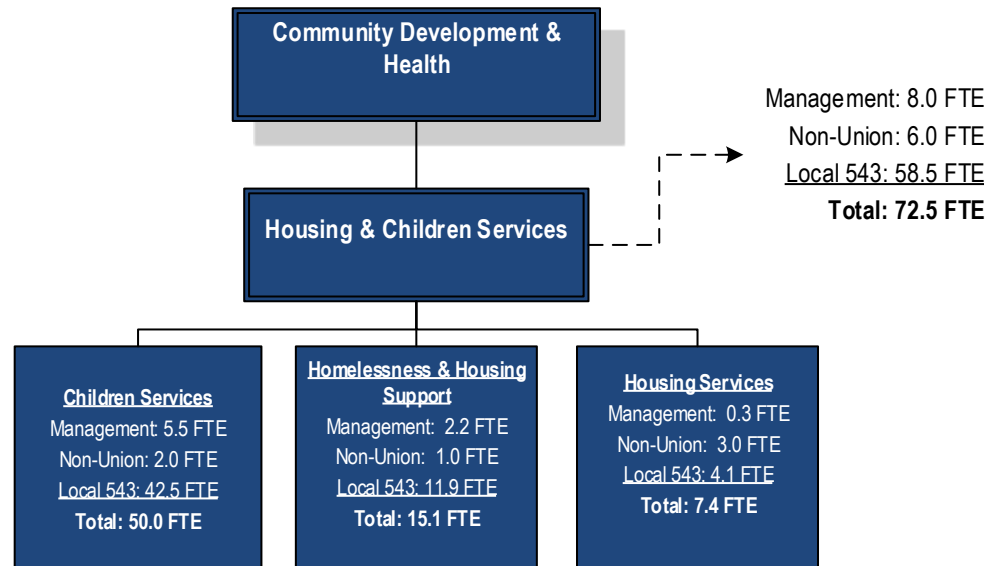 Community Development &
Health
Management: 8.0 FTE
Non-Union: 6.0 FTE
Local 543: 58.5 FTE
Total: 72.5 FTE
Housing & Children Services
Children Services
Management: 5.5 FTE
Non-Union: 2.0 FTE
Local 543: 42.5 FTE
Total: 50.0 FTE
Homelessness & Housing
Support
Management: 2.2 FTE
Non-Union: 1.0 FTE
Local 543: 11.9 FTE
Total: 15.1 FTE
Housing Services
Management: 0.3 FTE
Non-Union: 3.0 FTE
Local 543: 4.1 FTE
Total: 7.4 FTE